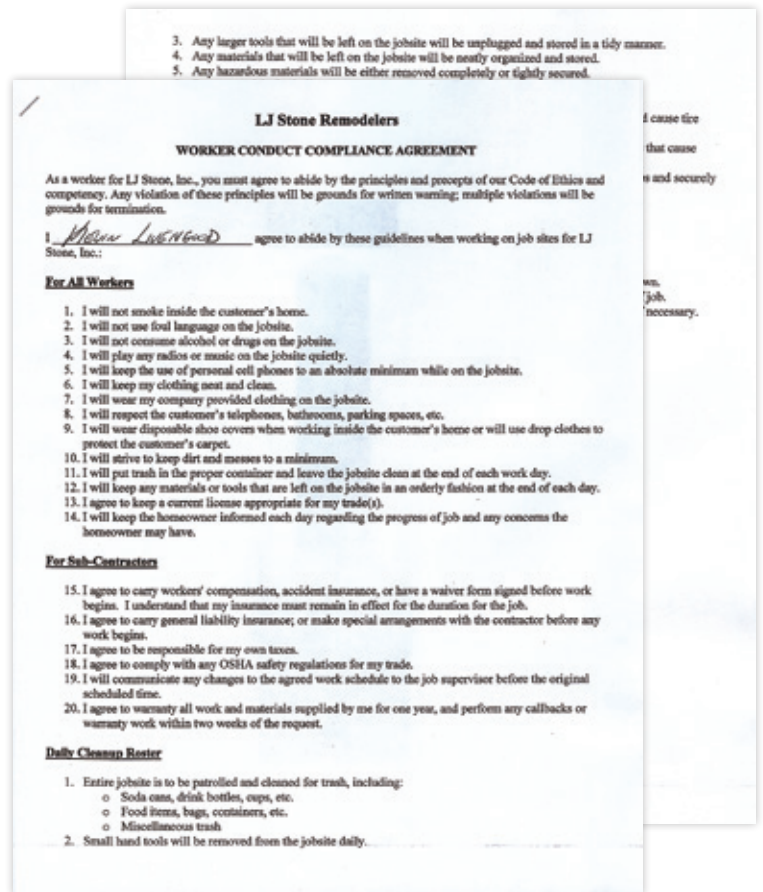 LJ Stone Remodelers
WORKER CONDUCT COMPLIANCE AGREEMENT
As a worker for LJ Stone, Inc., you must agree to abide by the principles and precepts of our Code of Ethics and
competency. Any violation of these principles will be grounds for written warning; multiple violations will be
grounds for termination.
I LIVENGOOD agree to abide by these guidelines when working on job sites for LJ
Stone, Inc.:
For All Workers
1. I will not smoke inside the customer's home.
2. I will not use foul language on the jobsite.
3. I will not consume alcohol or drugs on the jobsite.
4. I will play any radios or music on the jobsite quietly.
5. I will keep the use of personal cell phones to an absolute minimum while on the jobsite.
6. I will keep my clothing neat and clean.
7. I will wear my company provided clothing on the jobsite.
8. I will respect the customer's telephones, bathrooms, parking spaces, etc.
9. I will wear disposable shoe covers when working inside the customer's home or will use drop clothes to
protect the customer's carpet.
10. I will strive to keep dirt and messes to a minimum.
11. I will put trash in the proper container and leave the jobsite clean at the end of each work day.
12. I will keep any materials or tools that are left on the jobsite in an orderly fashion at the end of each day.
13. I agree to keep a current license appropriate for my trade(s).
14. I will keep the homeowner informed each day regarding the progress of job and any concerns the
homeowner may have.
For Sub-Contractors
15. I agree to carry workers' compensation, accident insurance, or have a waiver form signed before work
begins. I understand that my insurance must remain in effect for the duration for the job.
16. I agree to carry general liability insurance; or make special arrangements with the contractor before any
work begins.
17. I agree to be responsible for my own taxes.
18. I agree to comply with any OSHA safety regulations for my trade.
19. I will communicate any changes to the agreed work schedule to the job supervisor before the original
scheduled time.
20. I agree to warranty all work and materials supplied by me for one year, and perform any callbacks or
warranty work within two weeks of the request.
Daily Cleanup Roster
1. Entire jobsite is to be patrolled and cleaned for trash, including:
o Soda cans, drink bottles, cups, etc.
o Food items, bags, containers, etc.
o Miscellaneous trash
2. Small hand tools will be removed from the jobsite daily.
3. Any larger tools that will be left on the jobsite will be unplugged and stored in a tidy manner.
4. Any materials that will be left on the jobsite will be neatly organized and stored.
5. Any hazardous materials will be either removed completely or tightly secured.
cause tire
that cause
and securely
job.
necessary.